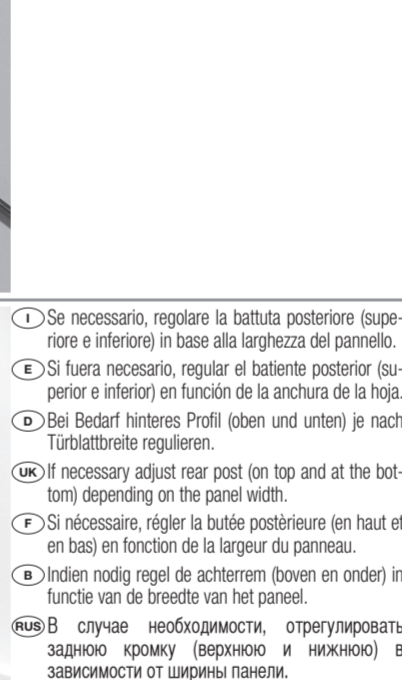 I Se necessario, regolare la battuta posteriore (supe-
riore e inferiore) in base alla larghezza del pannello.
E Si fuera necesario, regular el batiente posterior (su-
perior e inferior) en función de la anchura de la hoja.
D Bei Bedarf hinteres Profil (oben und unten) je nach
Türblattbreite regulieren.
UK If necessary adjust rear post (on top and at the bot-
tom) depending on the panel width.
F Si nécessaire, régler la butée postèrieure (en haut et
en bas) en fonction de la largeur du panneau.
B Indien nodig regel de achterrem (boven en onder) in
functie van de breedte van het paneel.
RUS В случае необходимости, отрегулировать
заднюю кромку (верхнюю и нижнюю) в
зависимости от ширины панели.